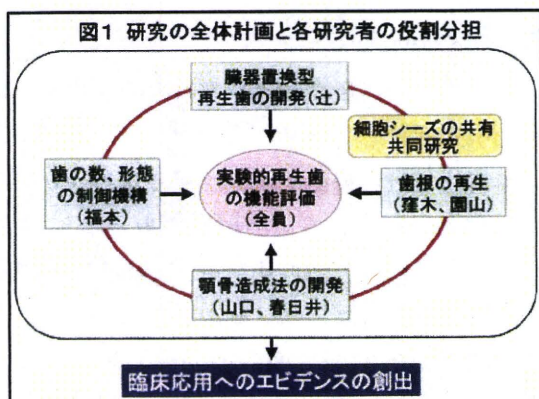 図1 研究の全体計画と各研究者の役割分担
臓器置換型
再生歯の開発(辻)
細胞シーズの共有
共同研究
歯の数、形態
の制御機構
(福本)
実験的再生歯
の機能評価
(全員)
歯根の再生
(窪木、園山)
顎骨造成法の開発
(山口、春日井)
臨床応用へのエビデンスの創出